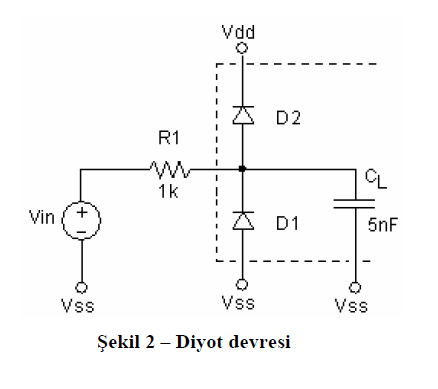 Vdd
D2
R1
1k
CL
Vin
+
-
D1
5nF
Vss
Vss
Vss
Şekil 2 – Diyot devresi